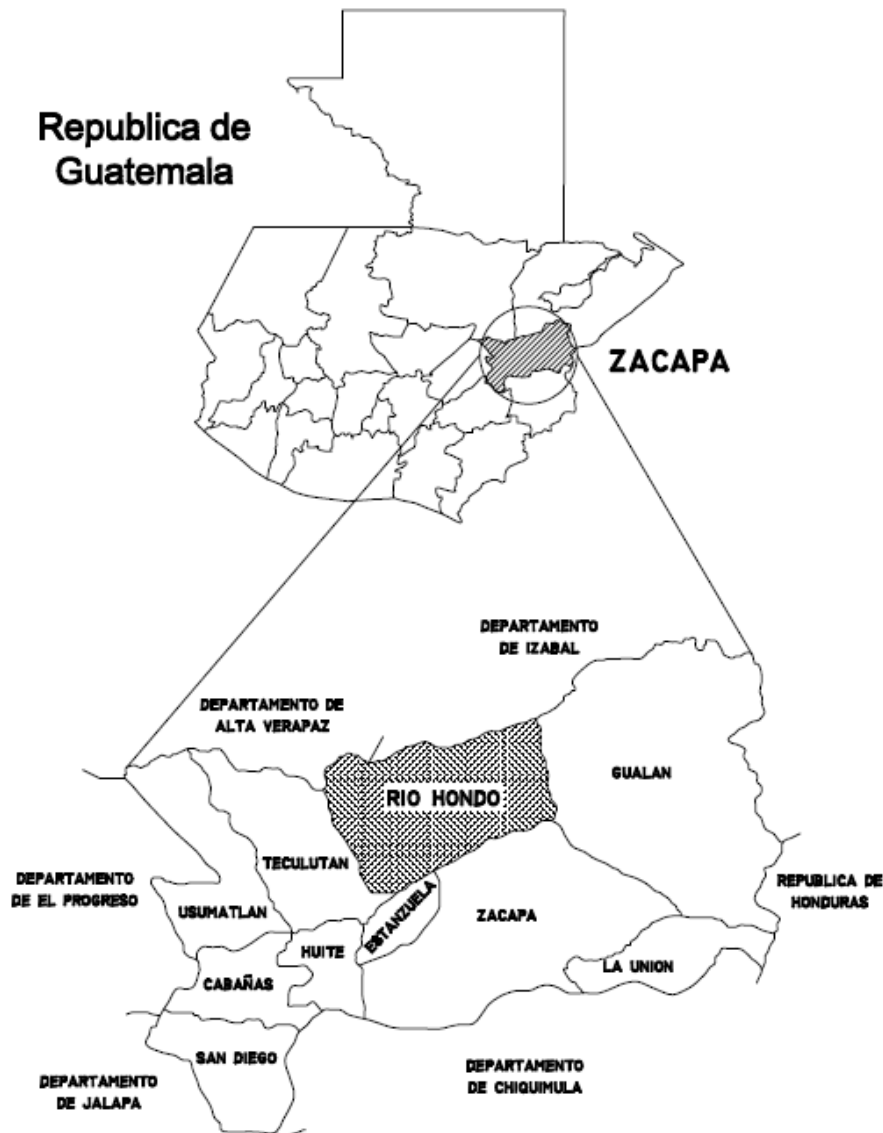 Republica de
Guatemala
ZACAPA
DEPARTAMENTO
DE IZABAL
DEPARTAMENTO DE
ALTA VERAPAZ
GUALAN
RIO HONDO
TECULUTAN
DEPARTAMENTO
DE EL PROGRESO
REPUBLICA DE
HONDURAS
USUMATLAN
ESTANZUELA
ZACAPA
HUITE
LA UNION
CABAÑAS
SAN DIEGO
DEPARTAMENTO
DE JALAPA
DEPARTAMENTO
DE CHIQUIMULA